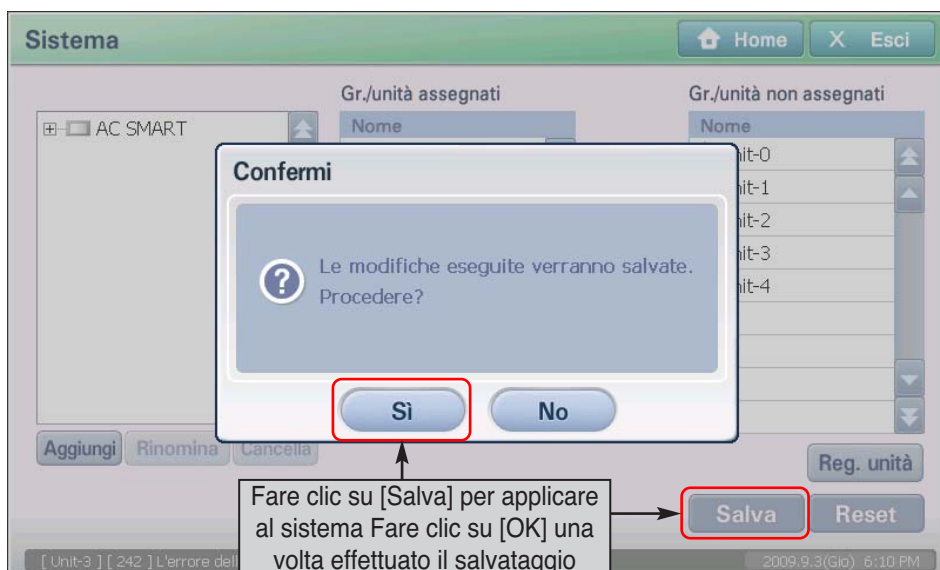 Sistema
Home
X Esci
Gr./unità assegnati
Gr./unità non assegnati
AC SMART
Nome
Nome
nit-0
nit-1
nit-2
nit-3
nit-4
Confermi
Le modifiche eseguite verranno salvate.
Procedere?
Sì
No
Aggiungi
Rinomina
Cancella
Reg. unità
Fare clic su [Salva] per applicare
al sistema Fare clic su [OK] una
volta effettuato il salvataggio
Salva
Reset
[ Unit-3 ] [ 242 ] L'errore dell
2009.9.3(Gio) 6:10 PM